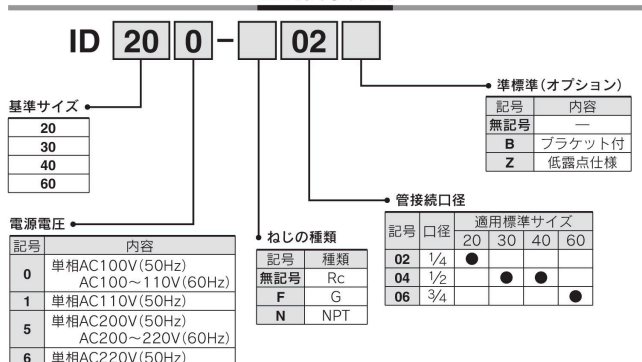 ID 20 0 - 02
準標準(オプション)
記号 内容
無記号 —
B ブラケット付
Z 低露点仕様
基準サイズ
20
30
40
60
管接続口径
記号 口径 適用標準サイズ
20 30 40 60
02 1/4 ●
04 1/2 ● ●
06 3/4 ●
電源電圧
記号 内容
0 単相AC100V(50Hz)
AC100～110V(60Hz)
1 単相AC110V(50Hz)
5 単相AC200V(50Hz)
AC200～220V(60Hz)
6 単相AC220V(50Hz)
ねじの種類
記号 種類
無記号 Rc
F G
N NPT